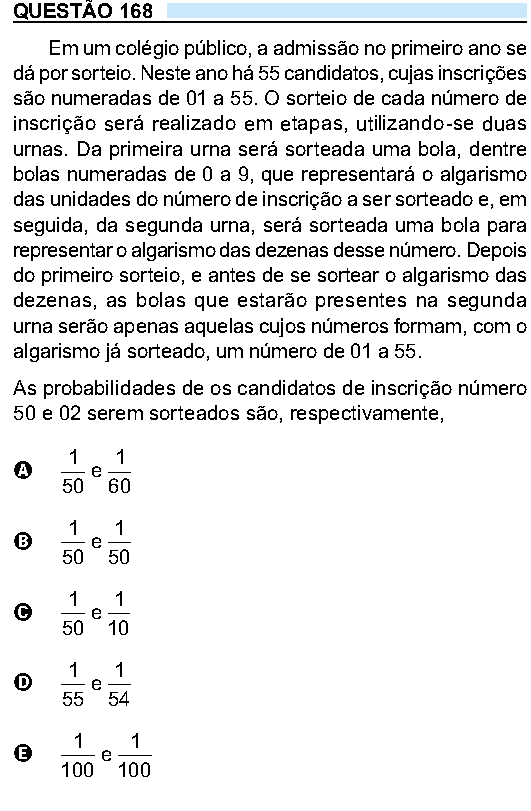 QUESTÃO 168
Em um colégio público, a admissão no primeiro ano se
dá por sorteio. Neste ano há 55 candidatos, cujas inscrições
são numeradas de 01 a 55. O sorteio de cada número de
inscrição será realizado em etapas, utilizando-se duas
urnas. Da primeira urna será sorteada uma bola, dentre
bolas numeradas de 0 a 9, que representará o algarismo
das unidades do número de inscrição a ser sorteado e, em
seguida, da segunda urna, será sorteada uma bola para
representar o algarismo das dezenas desse número. Depois
do primeiro sorteio, e antes de se sortear o algarismo das
dezenas, as bolas que estarão presentes na segunda
urna serão apenas aquelas cujos números formam, com o
algarismo já sorteado, um número de 01 a 55.
As probabilidades de os candidatos de inscrição número
50 e 02 serem sorteados são, respectivamente,
A 1/50 e 1/60
B 1/50 e 1/50
C 1/50 e 1/10
D 1/55 e 1/54
E 1/100 e 1/100